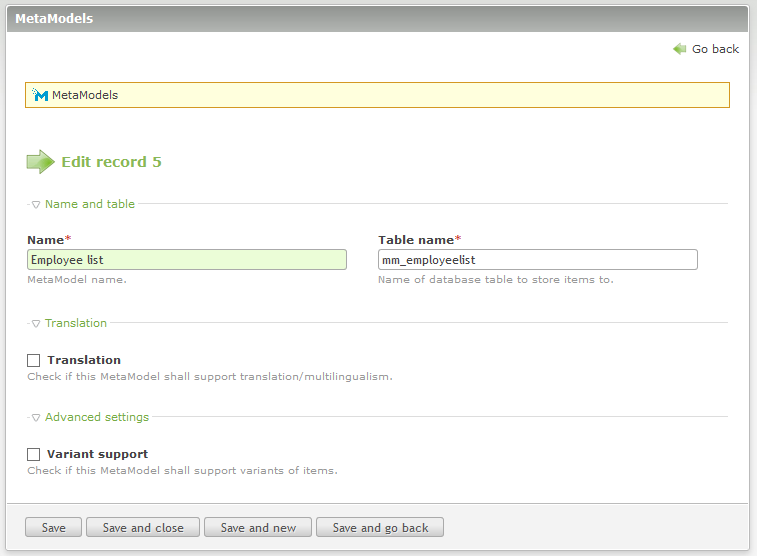 MetaModels
Go back
MetaModels
Edit record 5
Name and table
Name* Table name*
Employee list mm_employeelist
MetaModel name. Name of database table to store items to.
Translation
Translation
Check if this MetaModel shall support translation/multilingualism.
Advanced settings
Variant support
Check if this MetaModel shall support variants of items.
Save Save and close Save and new Save and go back